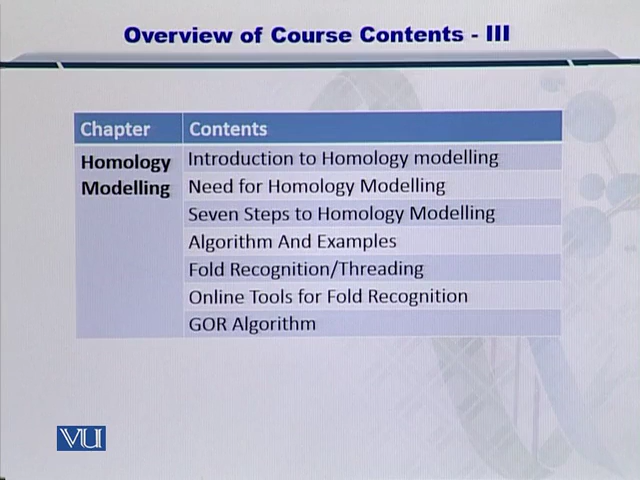 Overview of Course Contents - III
Chapter Contents
Homology Modelling
Introduction to Homology modelling
Need for Homology Modelling
Seven Steps to Homology Modelling
Algorithm And Examples
Fold Recognition/Threading
Online Tools for Fold Recognition
GOR Algorithm
VU